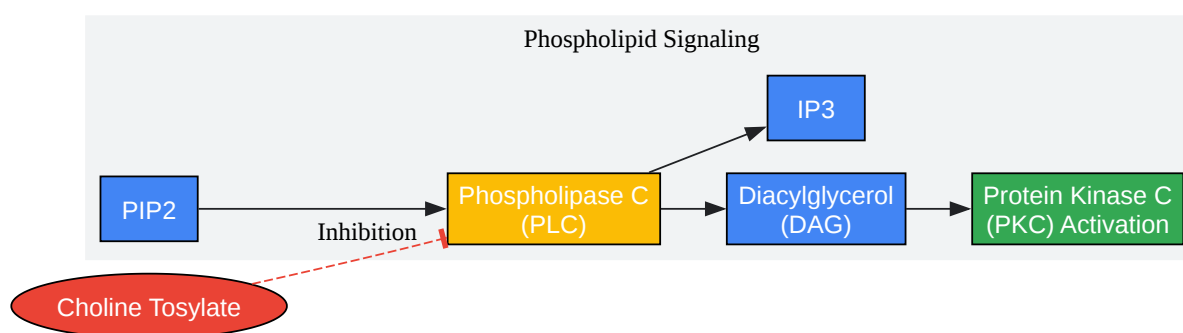 Phospholipid Signaling
IP3
PIP2
Phospholipase C
(PLC)
Diacylglycerol
(DAG)
Protein Kinase C
(PKC) Activation
Inhibition
Choline Tosylate